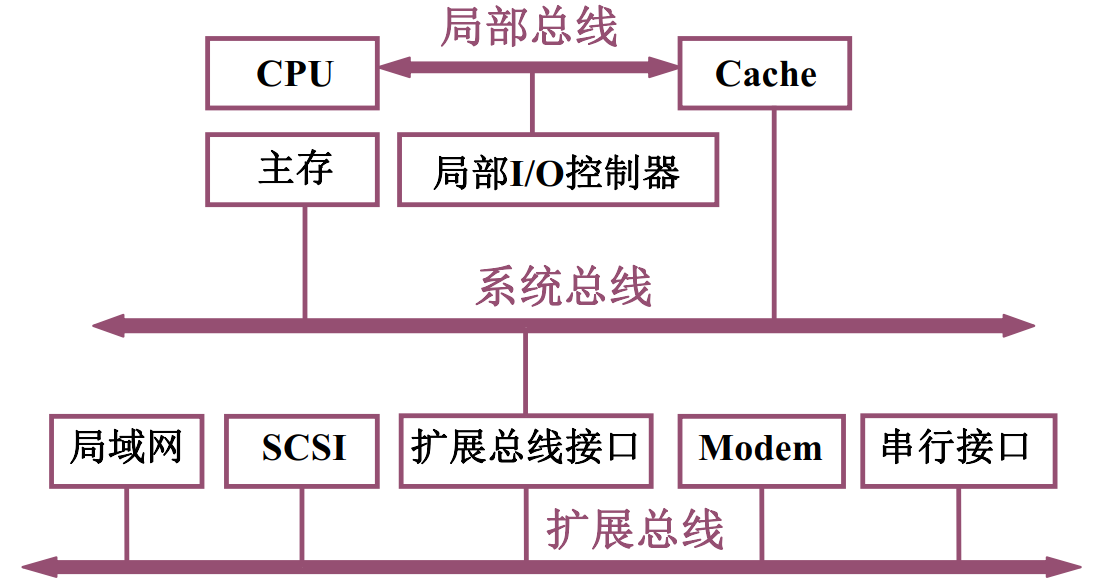 局部总线
CPU
Cache
主存
局部I/O控制器
系统总线
局域网
SCSI
扩展总线接口
Modem
串行接口
扩展总线